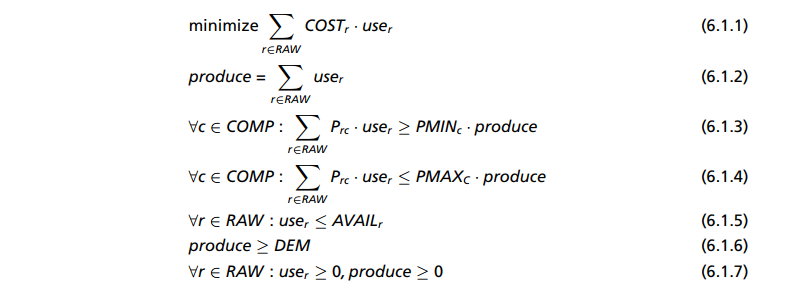 minimize ∑ r∈RAW COST_r · use_r (6.1.1)
produce = ∑ r∈RAW use_r (6.1.2)
∀c ∈ COMP : ∑ r∈RAW P_rc · use_r ≥ PMIN_c · produce (6.1.3)
∀c ∈ COMP : ∑ r∈RAW P_rc · use_r ≤ PMAX_C · produce (6.1.4)
∀r ∈ RAW : use_r ≤ AVAIL_r (6.1.5)
produce ≥ DEM (6.1.6)
∀r ∈ RAW : use_r ≥ 0, produce ≥ 0 (6.1.7)